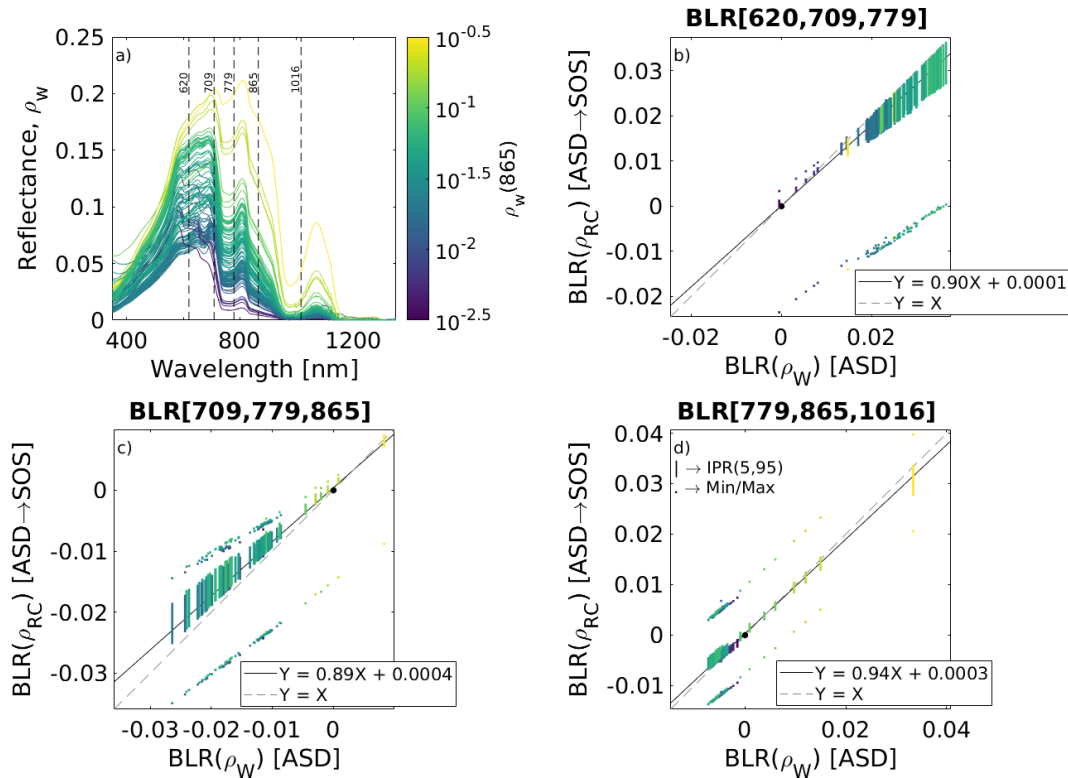 a)
0.25
0.2
0.15
0.1
0.05
0
Reflectance, ρw
620
709
779
865
1016
400
800
1200
Wavelength [nm]
10^-0.5
10^-1
10^-1.5
10^-2
10^-2.5
ρw(865)
BLR[620,709,779]
b)
0.03
0.02
0.01
0
-0.01
-0.02
BLR(ρRC) [ASD→SOS]
Y = 0.90X + 0.0001
Y = X
-0.02
0
0.02
BLR(ρW) [ASD]
BLR[709,779,865]
c)
0
-0.01
-0.02
-0.03
BLR(ρRC) [ASD→SOS]
Y = 0.89X + 0.0004
Y = X
-0.03
-0.02
-0.01
0
BLR(ρW) [ASD]
BLR[779,865,1016]
d)
| → IPR(5,95)
. → Min/Max
0.04
0.03
0.02
0.01
0
-0.01
BLR(ρRC) [ASD→SOS]
Y = 0.94X + 0.0003
Y = X
0
0.02
0.04
BLR(ρW) [ASD]